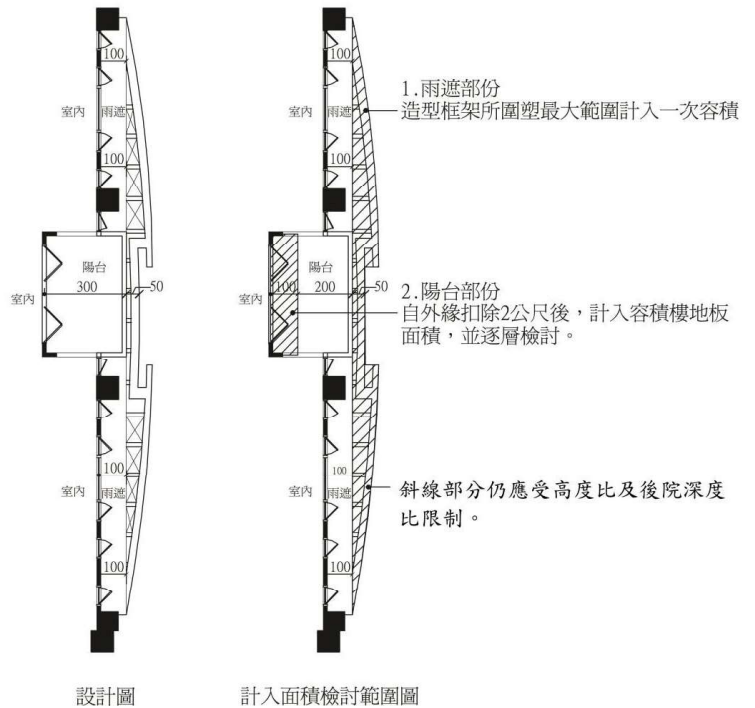 100
室內 雨遮
100
陽台
300 50
室內
100
室內 雨遮
100
設計圖
100
室內 雨遮
100
陽台
100 200 50
室內
100
室內 雨遮
100
計入面積檢討範圍圖
1.雨遮部份
造型框架所圍塑最大範圍計入一次容積
2.陽台部份
自外緣扣除2公尺後，計入容積樓地板
面積，並逐層檢討。
斜線部分仍應受高度比及後院深度
比限制。